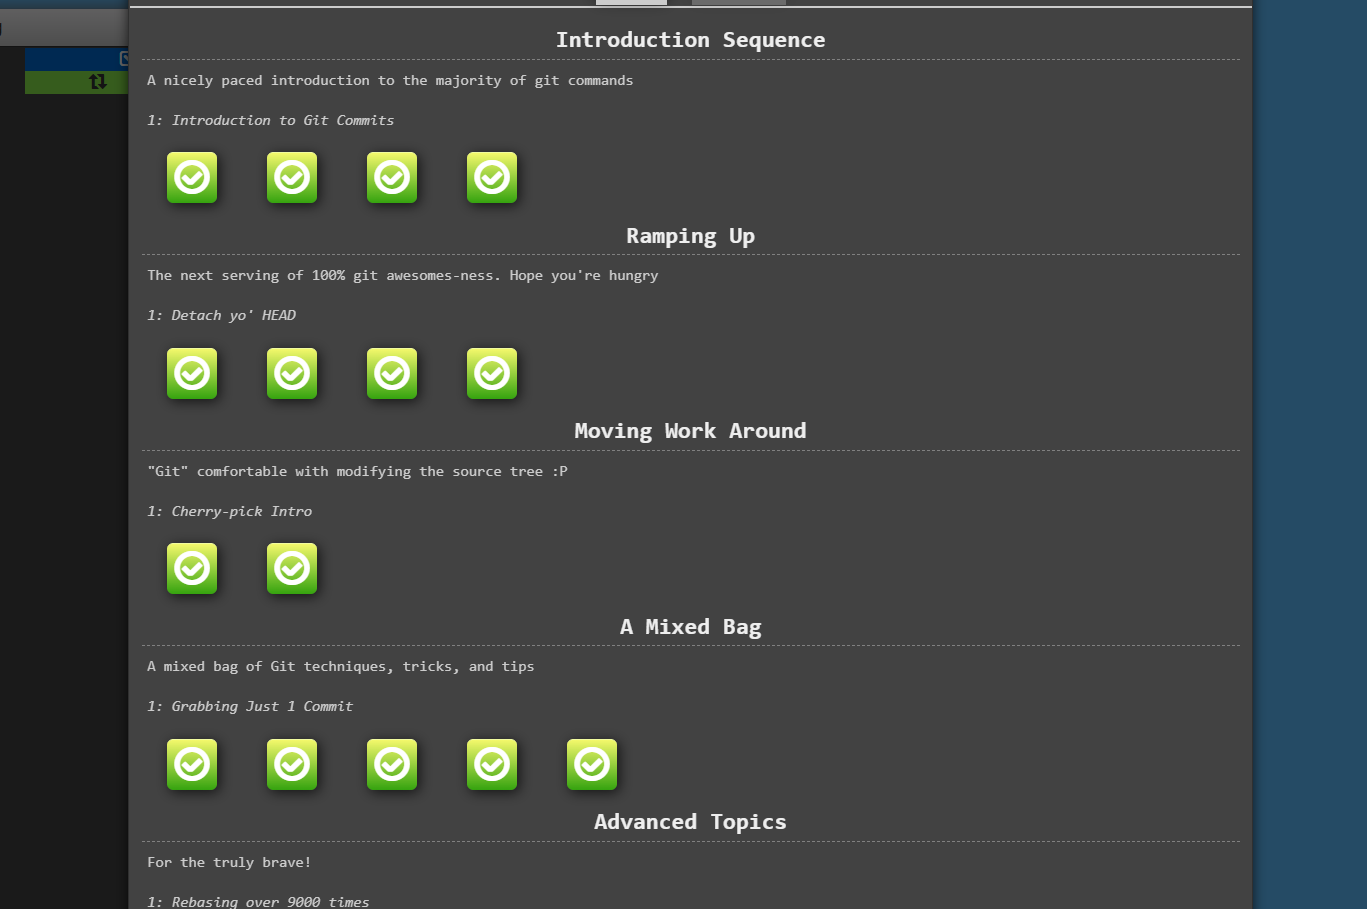 Introduction Sequence
A nicely paced introduction to the majority of git commands
1: Introduction to Git Commits
Ramping Up
The next serving of 100% git awesomes-ness. Hope you're hungry
1: Detach yo' HEAD
Moving Work Around
"Git" comfortable with modifying the source tree :P
1: Cherry-pick Intro
A Mixed Bag
A mixed bag of Git techniques, tricks, and tips
1: Grabbing Just 1 Commit
Advanced Topics
For the truly brave!
1: Rebasing over 9000 times